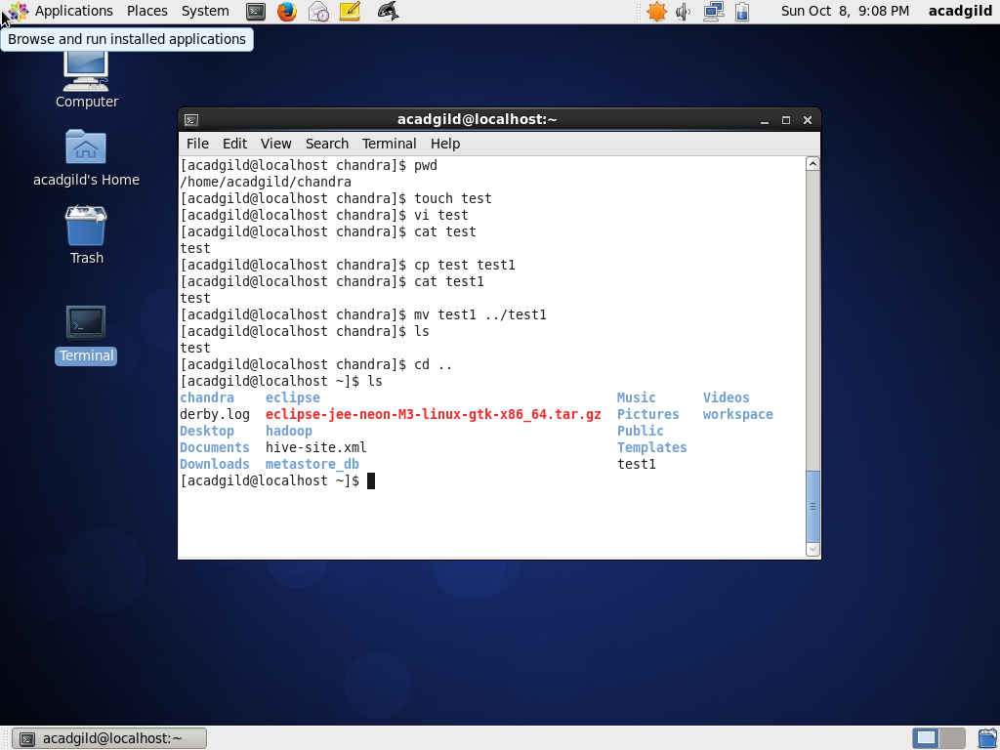 Applications Places System Sun Oct 8, 9:08 PM acadgild
Browse and run installed applications
Computer
acadgild's Home
Trash
Terminal
acadgild@localhost:~
File Edit View Search Terminal Help
[acadgild@localhost chandra]$ pwd
/home/acadgild/chandra
[acadgild@localhost chandra]$ touch test
[acadgild@localhost chandra]$ vi test
[acadgild@localhost chandra]$ cat test
test
[acadgild@localhost chandra]$ cp test test1
[acadgild@localhost chandra]$ cat test1
test
[acadgild@localhost chandra]$ mv test1 ../test1
[acadgild@localhost chandra]$ ls
test
[acadgild@localhost chandra]$ cd ..
[acadgild@localhost ~]$ ls
chandra eclipse Music Videos
derby.log eclipse-jee-neon-M3-linux-gtk-x86_64.tar.gz Pictures workspace
Desktop hadoop Public
Documents hive-site.xml Templates
Downloads metastore_db test1
[acadgild@localhost ~]$
acadgild@localhost:~